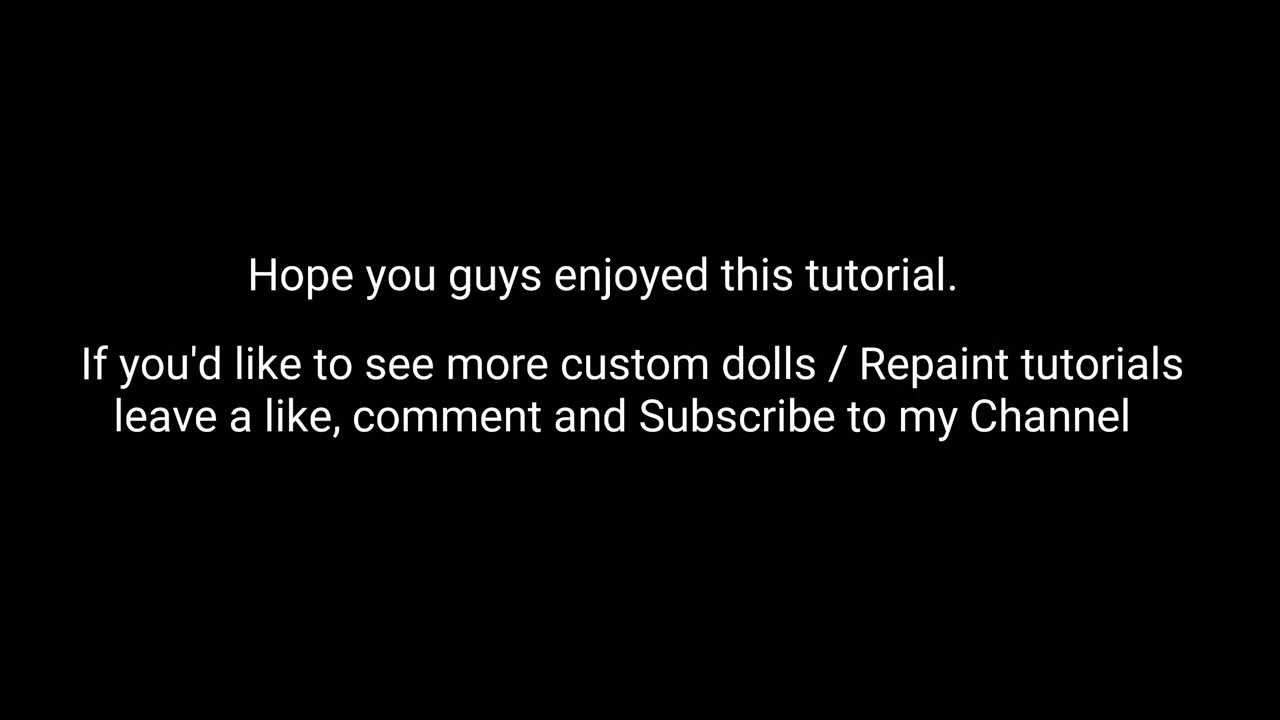 Hope you guys enjoyed this tutorial.
If you'd like to see more custom dolls / Repaint tutorials
leave a like, comment and Subscribe to my Channel